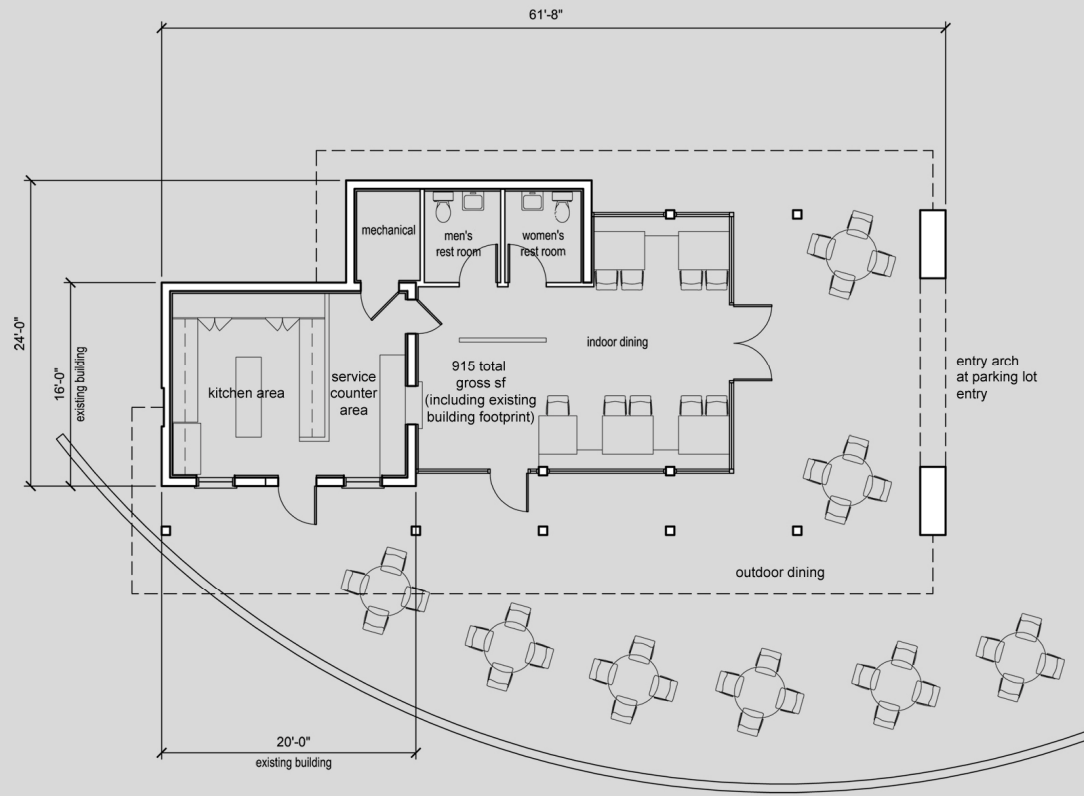 61'-8"
mechanical
men's
rest room
women's
rest room
24'-0"
16'-0"
existing building
indoor dining
kitchen area
service
counter
area
915 total
gross sf
(including existing
building footprint)
entry arch
at parking lot
entry
outdoor dining
20'-0"
existing building